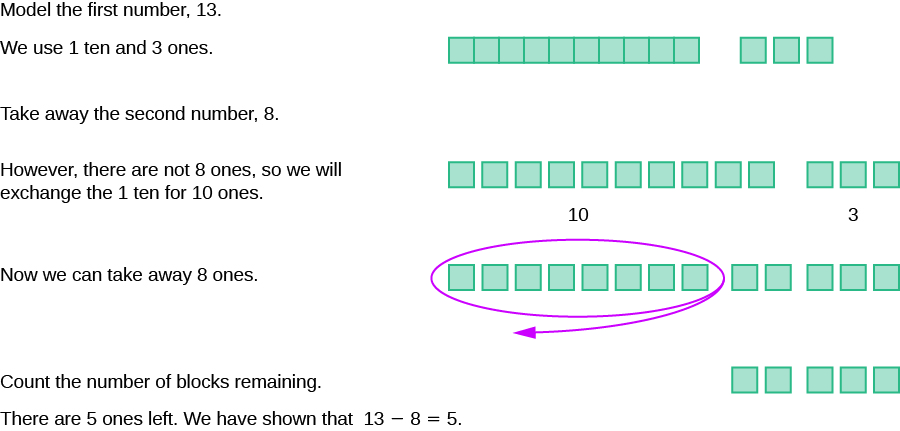 Model the first number, 13.
We use 1 ten and 3 ones.
Take away the second number, 8.
However, there are not 8 ones, so we will
exchange the 1 ten for 10 ones.
10 3
Now we can take away 8 ones.
Count the number of blocks remaining.
There are 5 ones left. We have shown that 13 − 8 = 5.